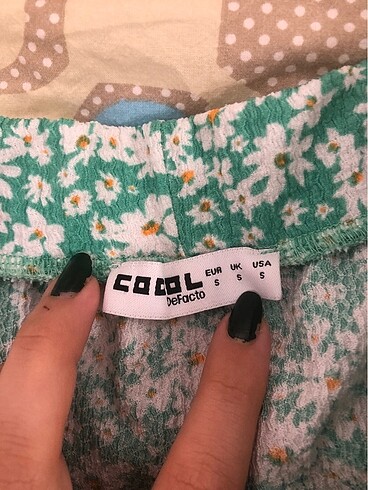 COOL
DeFacto
EUR UK USA
S S S